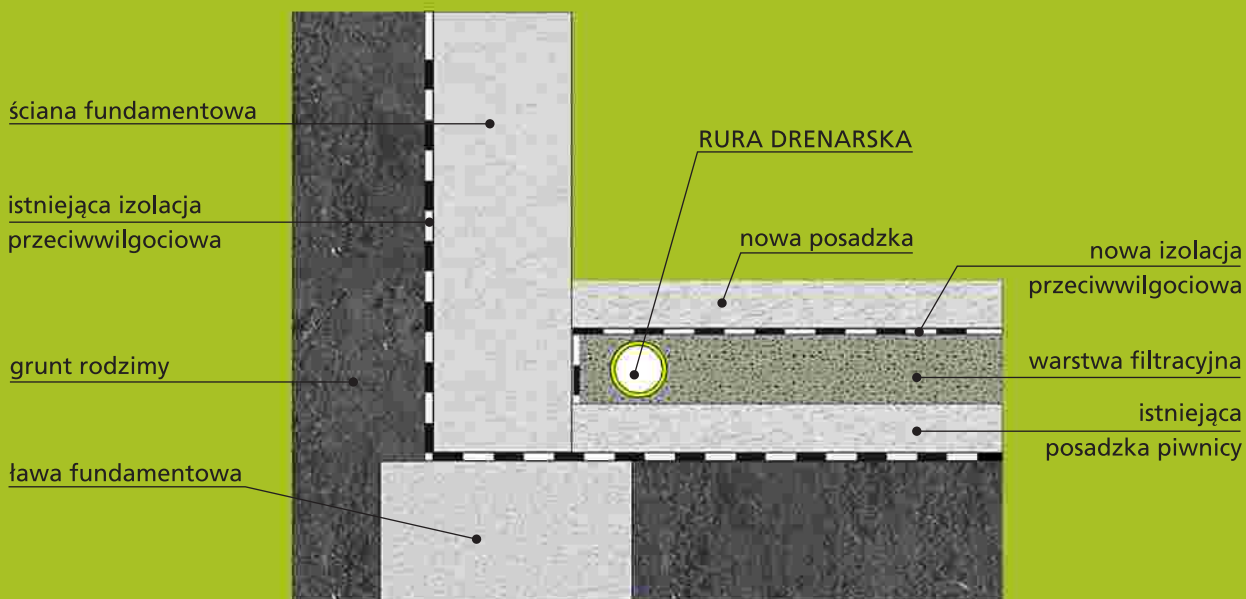 ściana fundamentowa
istniejąca izolacja
przeciwwilgociowa
grunt rodzimy
ława fundamentowa
RURA DRENARSKA
nowa posadzka
nowa izolacja
przeciwwilgociowa
warstwa filtracyjna
istniejąca
posadzka piwnicy